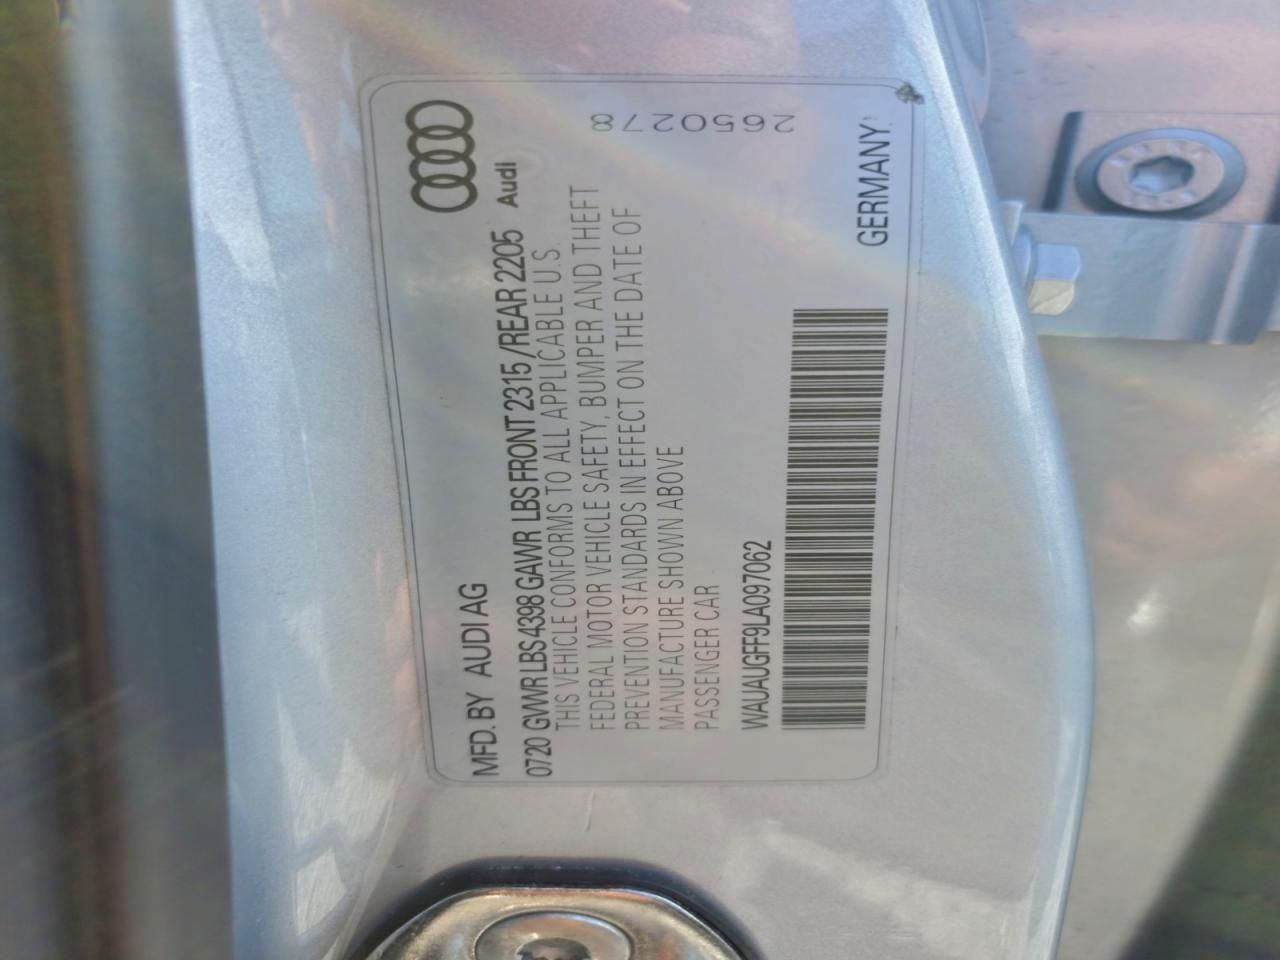 MFD. BY AUDI AG
Audi
0720 GVWR LBS 4398 GAWR LBS FRONT 2315 / REAR 2205
THIS VEHICLE CONFORMS TO ALL APPLICABLE U.S.
FEDERAL MOTOR VEHICLE SAFETY, BUMPER AND THEFT
PREVENTION STANDARDS IN EFFECT ON THE DATE OF
MANUFACTURE SHOWN ABOVE
PASSENGER CAR
2650278
WAUAUGFF9LA097062
GERMANY